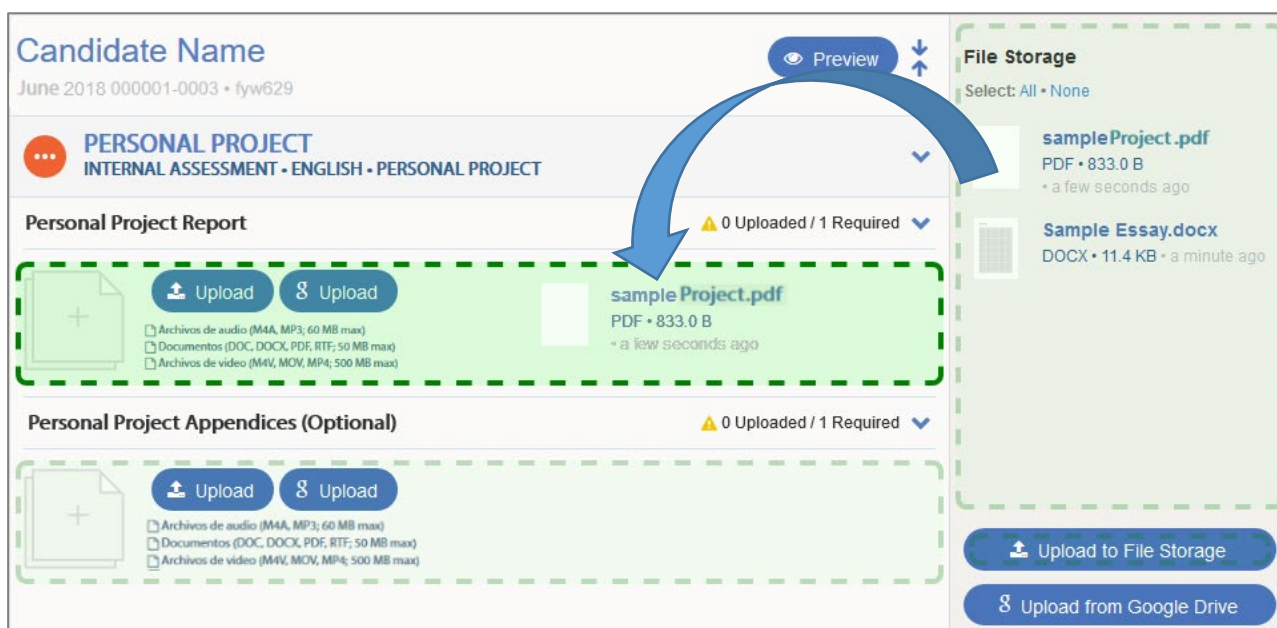 Candidate Name
June 2018 000001-0003 • fyw629
Preview
PERSONAL PROJECT
INTERNAL ASSESSMENT • ENGLISH • PERSONAL PROJECT
Personal Project Report
0 Uploaded / 1 Required
Upload
8 Upload
Archivos de audio (M4A, MP3; 60 MB max)
Documentos (DOC, DOCX, PDF, RTF; 50 MB max)
Archivos de video (M4V, MOV, MP4; 500 MB max)
sampleProject.pdf
PDF • 833.0 B
• a few seconds ago
Personal Project Appendices (Optional)
0 Uploaded / 1 Required
Upload
8 Upload
Archivos de audio (M4A, MP3; 60 MB max)
Documentos (DOC, DOCX, PDF, RTF; 50 MB max)
Archivos de video (M4V, MOV, MP4; 500 MB max)
File Storage
Select: All • None
sampleProject.pdf
PDF • 833.0 B
• a few seconds ago
Sample Essay.docx
DOCX • 11.4 KB • a minute ago
Upload to File Storage
8 Upload from Google Drive